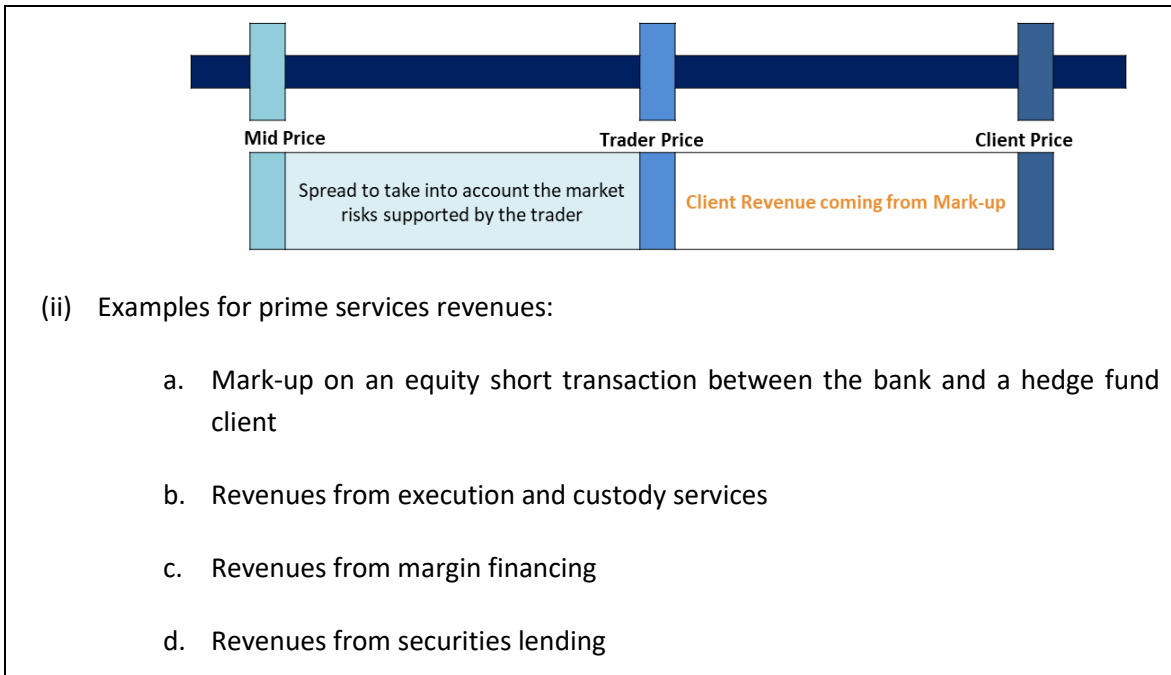 Mid Price Trader Price Client Price
Spread to take into account the market
risks supported by the trader
Client Revenue coming from Mark-up
(ii) Examples for prime services revenues:
a. Mark-up on an equity short transaction between the bank and a hedge fund
client
b. Revenues from execution and custody services
c. Revenues from margin financing
d. Revenues from securities lending